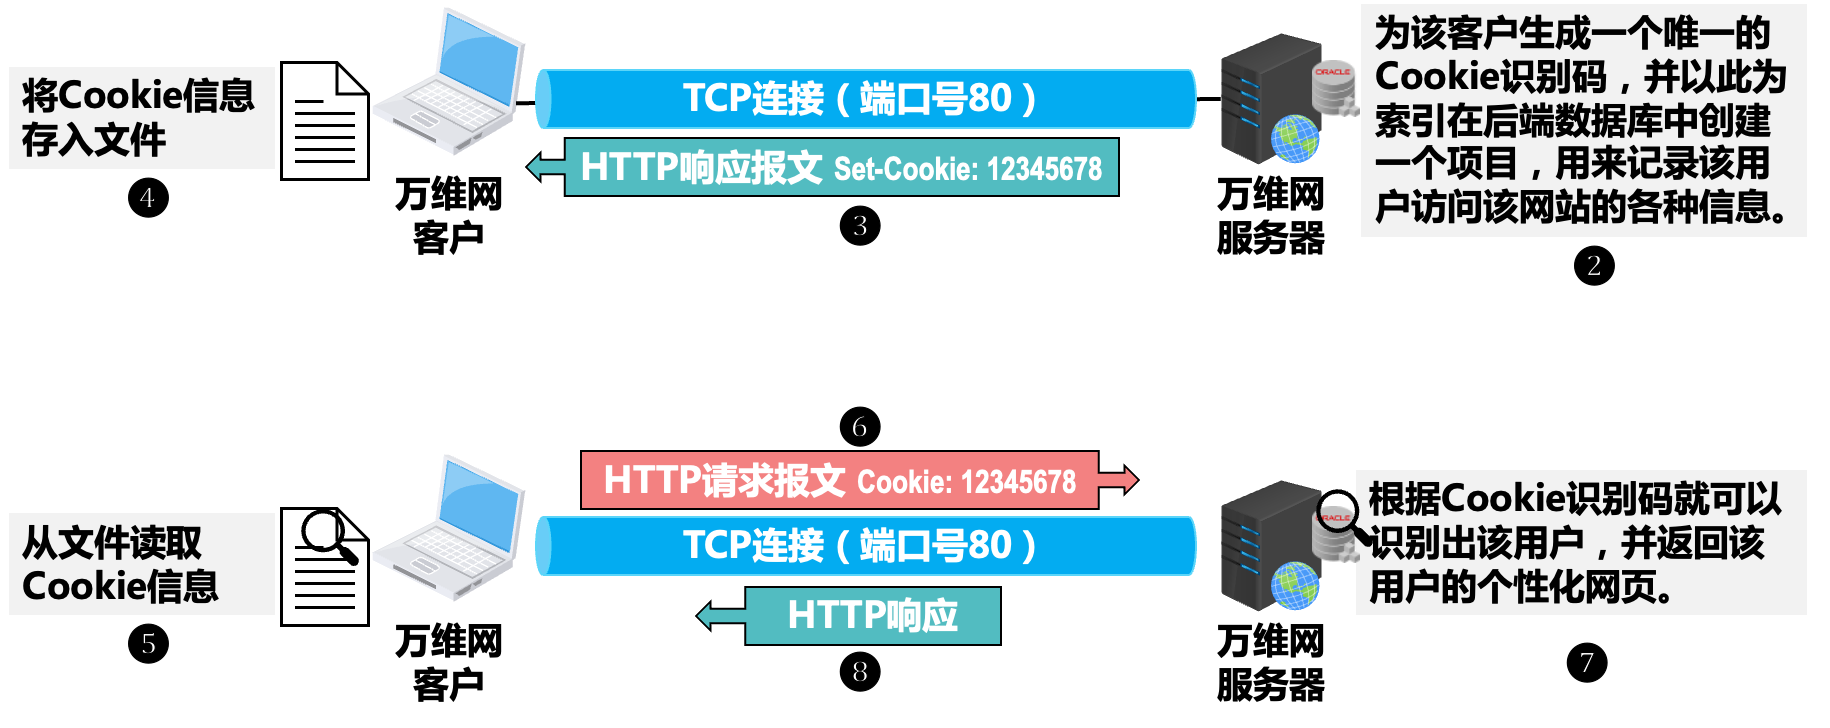 将Cookie信息
存入文件
❹
万维网
客户
TCP连接（端口号80）
HTTP响应报文 Set-Cookie: 12345678
❸
ORACLE
万维网
服务器
为该客户生成一个唯一的
Cookie识别码，并以此为
索引在后端数据库中创建
一个项目，用来记录该用
户访问该网站的各种信息。
❷
从文件读取
Cookie信息
❺
万维网
客户
❻
HTTP请求报文 Cookie: 12345678
TCP连接（端口号80）
HTTP响应
❽
ORACLE
万维网
服务器
根据Cookie识别码就可以
识别出该用户，并返回该
用户的个性化网页。
❼